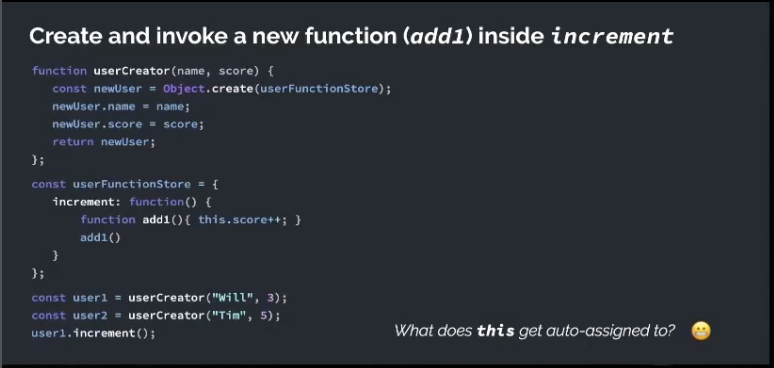 Create and invoke a new function (add1) inside increment
function userCreator(name, score) {
const newUser = Object.create(userFunctionStore);
newUser.name = name;
newUser.score = score;
return newUser;
};
const userFunctionStore = {
increment: function() {
function add1(){ this.score++; }
add1()
}
};
const user1 = userCreator("Will", 3);
const user2 = userCreator("Tim", 5);
user1.increment();
What does this get auto-assigned to? 😬